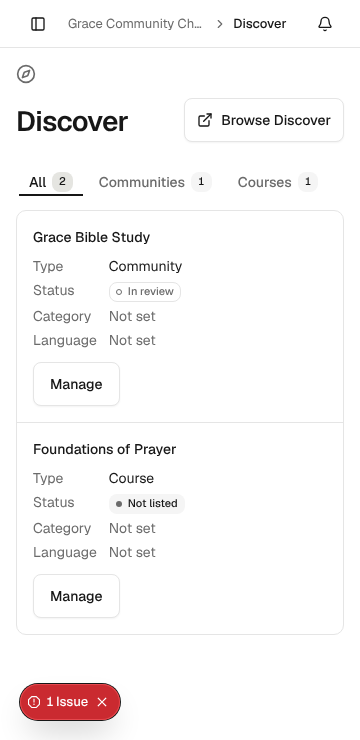 Grace Community Ch... > Discover
Discover
Browse Discover
All 2 Communities 1 Courses 1
Grace Bible Study
Type Community
Status In review
Category Not set
Language Not set
Manage
Foundations of Prayer
Type Course
Status Not listed
Category Not set
Language Not set
Manage
1 Issue